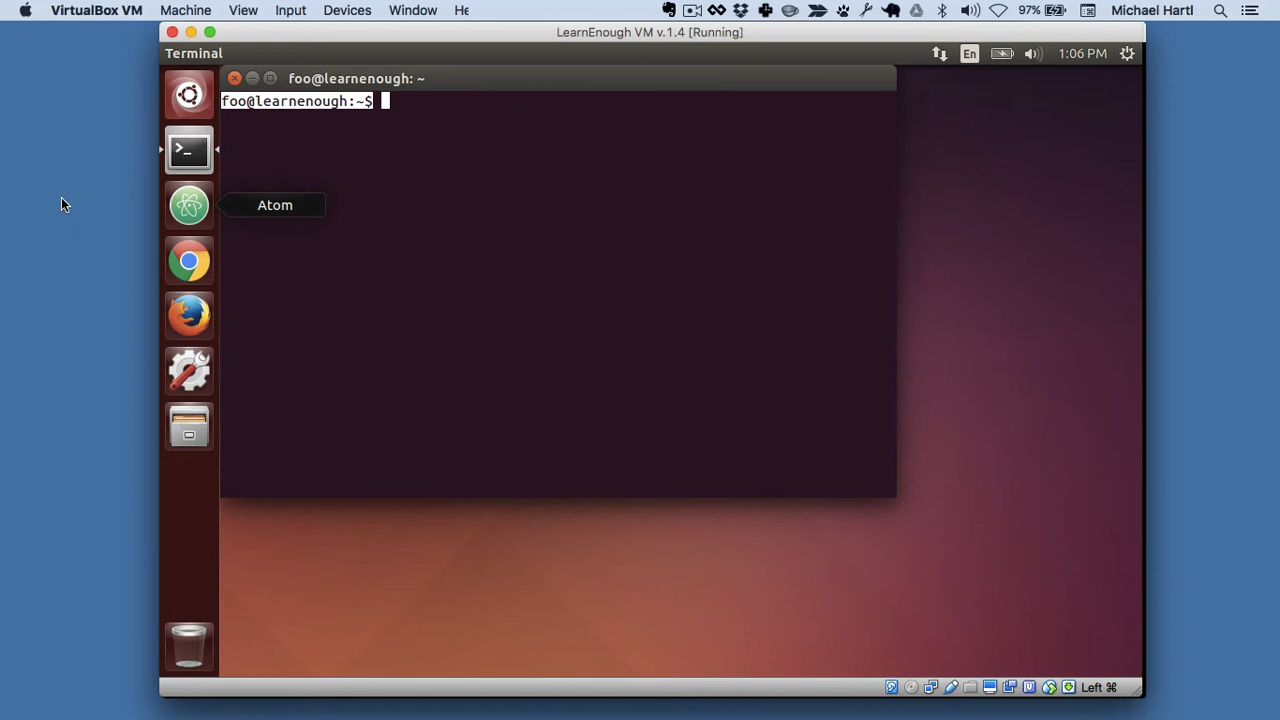 VirtualBox VM Machine View Input Devices Window He 97% Michael Hartl
LearnEnough VM v.1.4 [Running]
Terminal En 1:06 PM
foo@learnenough: ~
foo@learnenough:~$
Atom
Left ⌘